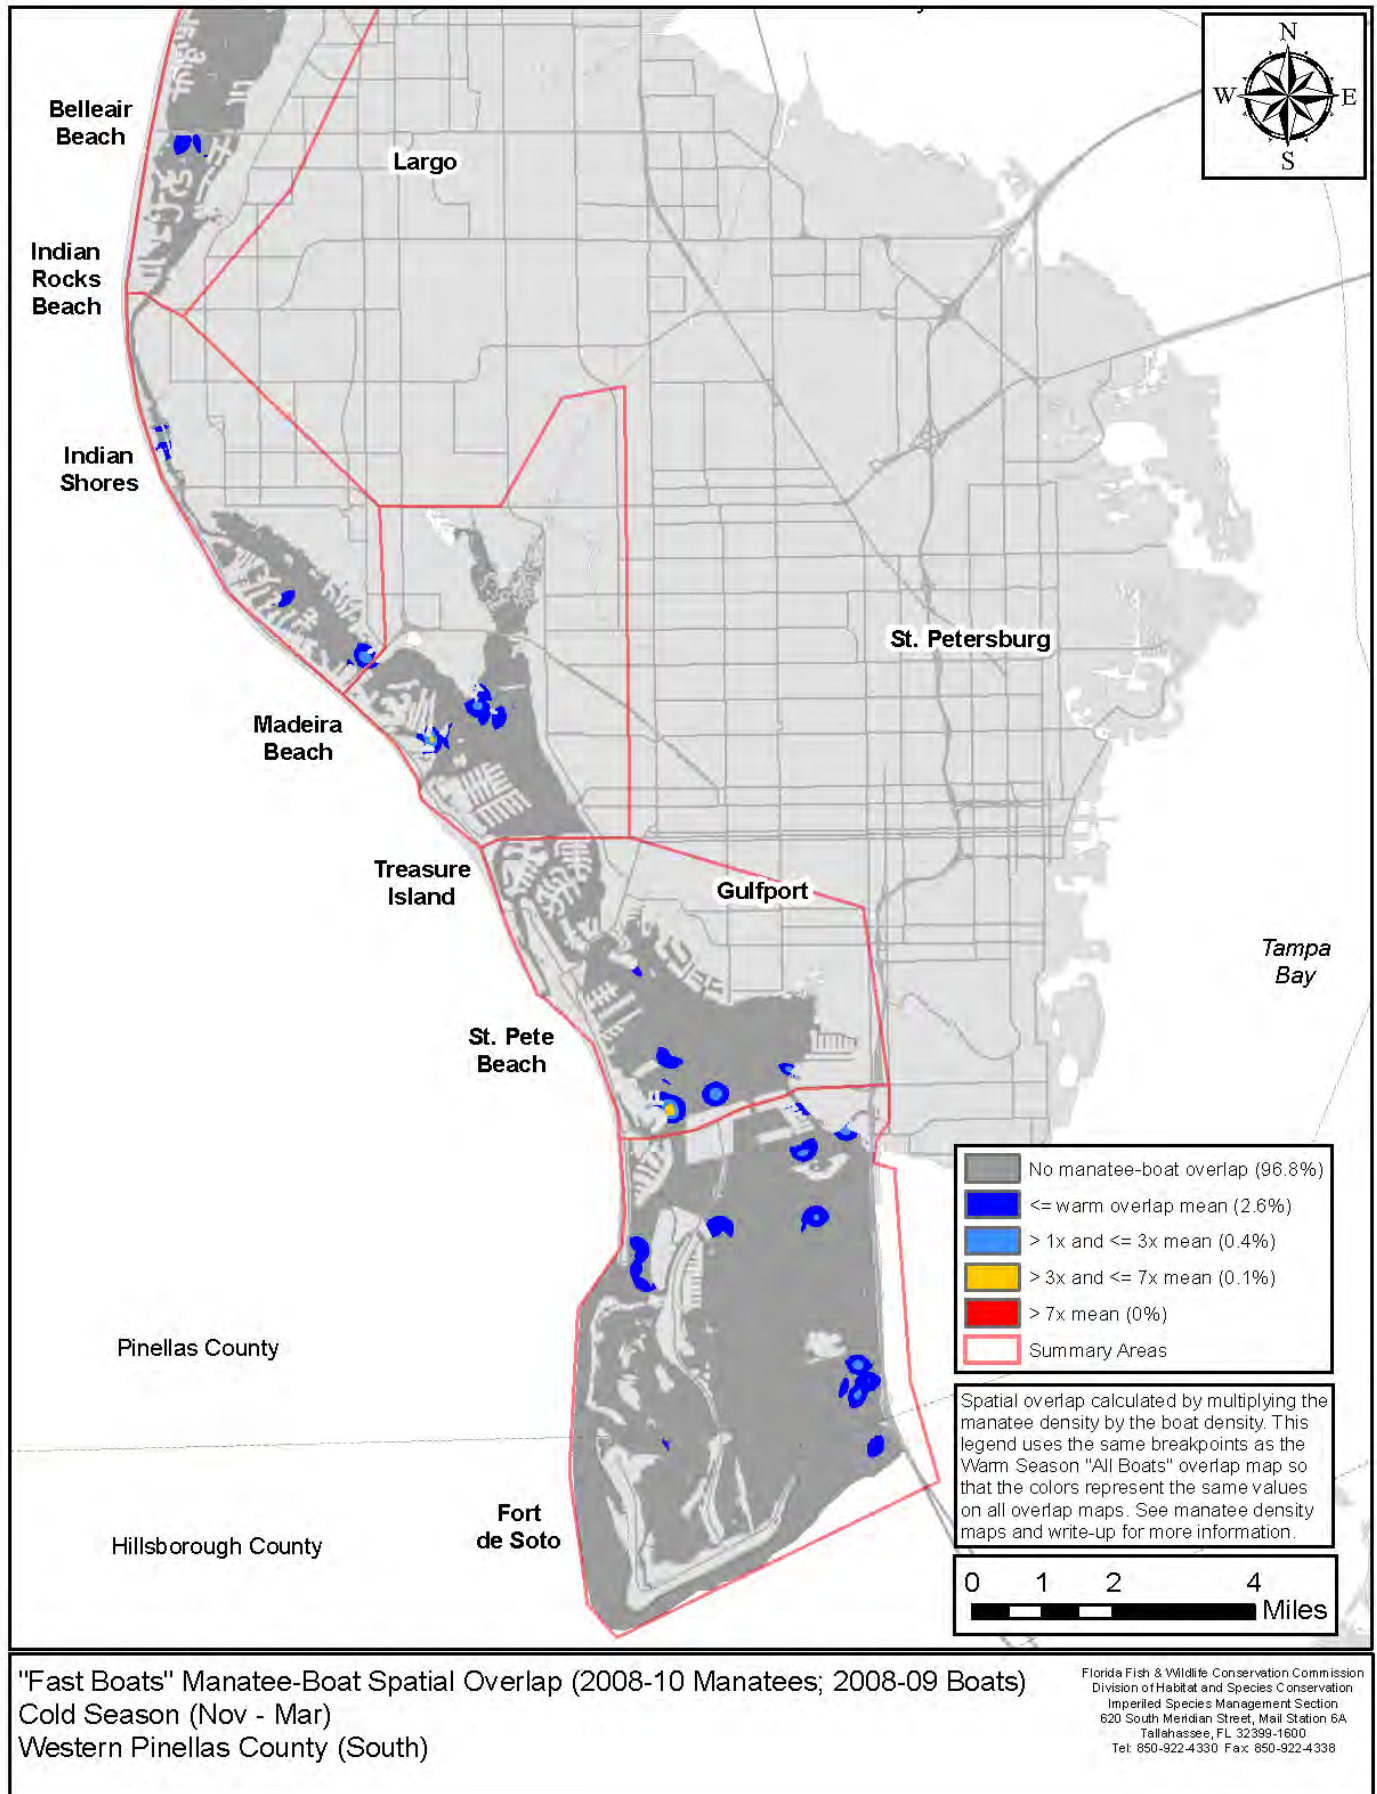 N
W E
S
Belleair
Beach
Largo
Indian
Rocks
Beach
Indian
Shores
St. Petersburg
Madeira
Beach
Treasure
Island
Gulfport
Tampa
Bay
St. Pete
Beach
No manatee-boat overlap (96.8%)
<= warm overlap mean (2.6%)
> 1x and <= 3x mean (0.4%)
> 3x and <= 7x mean (0.1%)
> 7x mean (0%)
Summary Areas
Pinellas County
Spatial overlap calculated by multiplying the
manatee density by the boat density. This
legend uses the same breakpoints as the
Warm Season "All Boats" overlap map so
that the colors represent the same values
on all overlap maps. See manatee density
maps and write-up for more information.
Fort
de Soto
Hillsborough County
0 1 2 4
Miles
"Fast Boats" Manatee-Boat Spatial Overlap (2008-10 Manatees; 2008-09 Boats)
Cold Season (Nov - Mar)
Western Pinellas County (South)
Florida Fish & Wildlife Conservation Commission
Division of Habitat and Species Conservation
Imperiled Species Management Section
620 South Meridian Street, Mail Station 6A
Tallahassee, FL 32399-1600
Tel: 850-922-4330 Fax: 850-922-4338